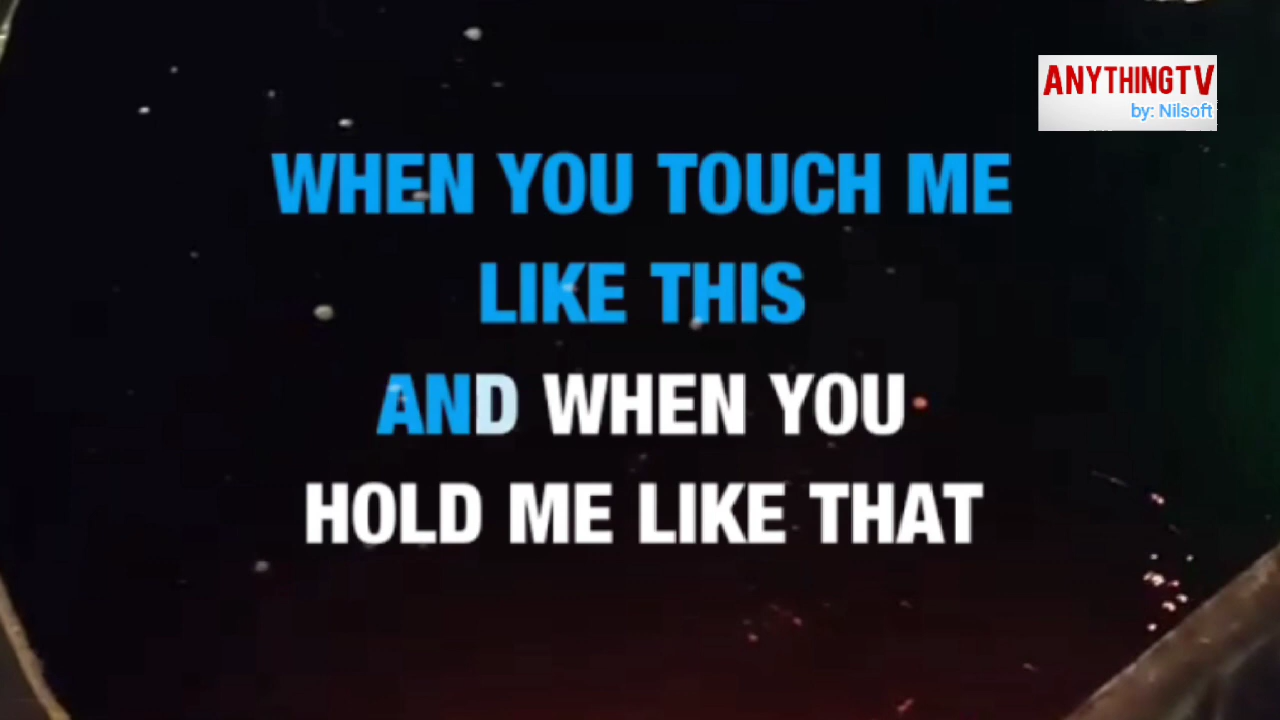 ANYTHINGTV
by: Nilsoft
WHEN YOU TOUCH ME
LIKE THIS
AND WHEN YOU
HOLD ME LIKE THAT